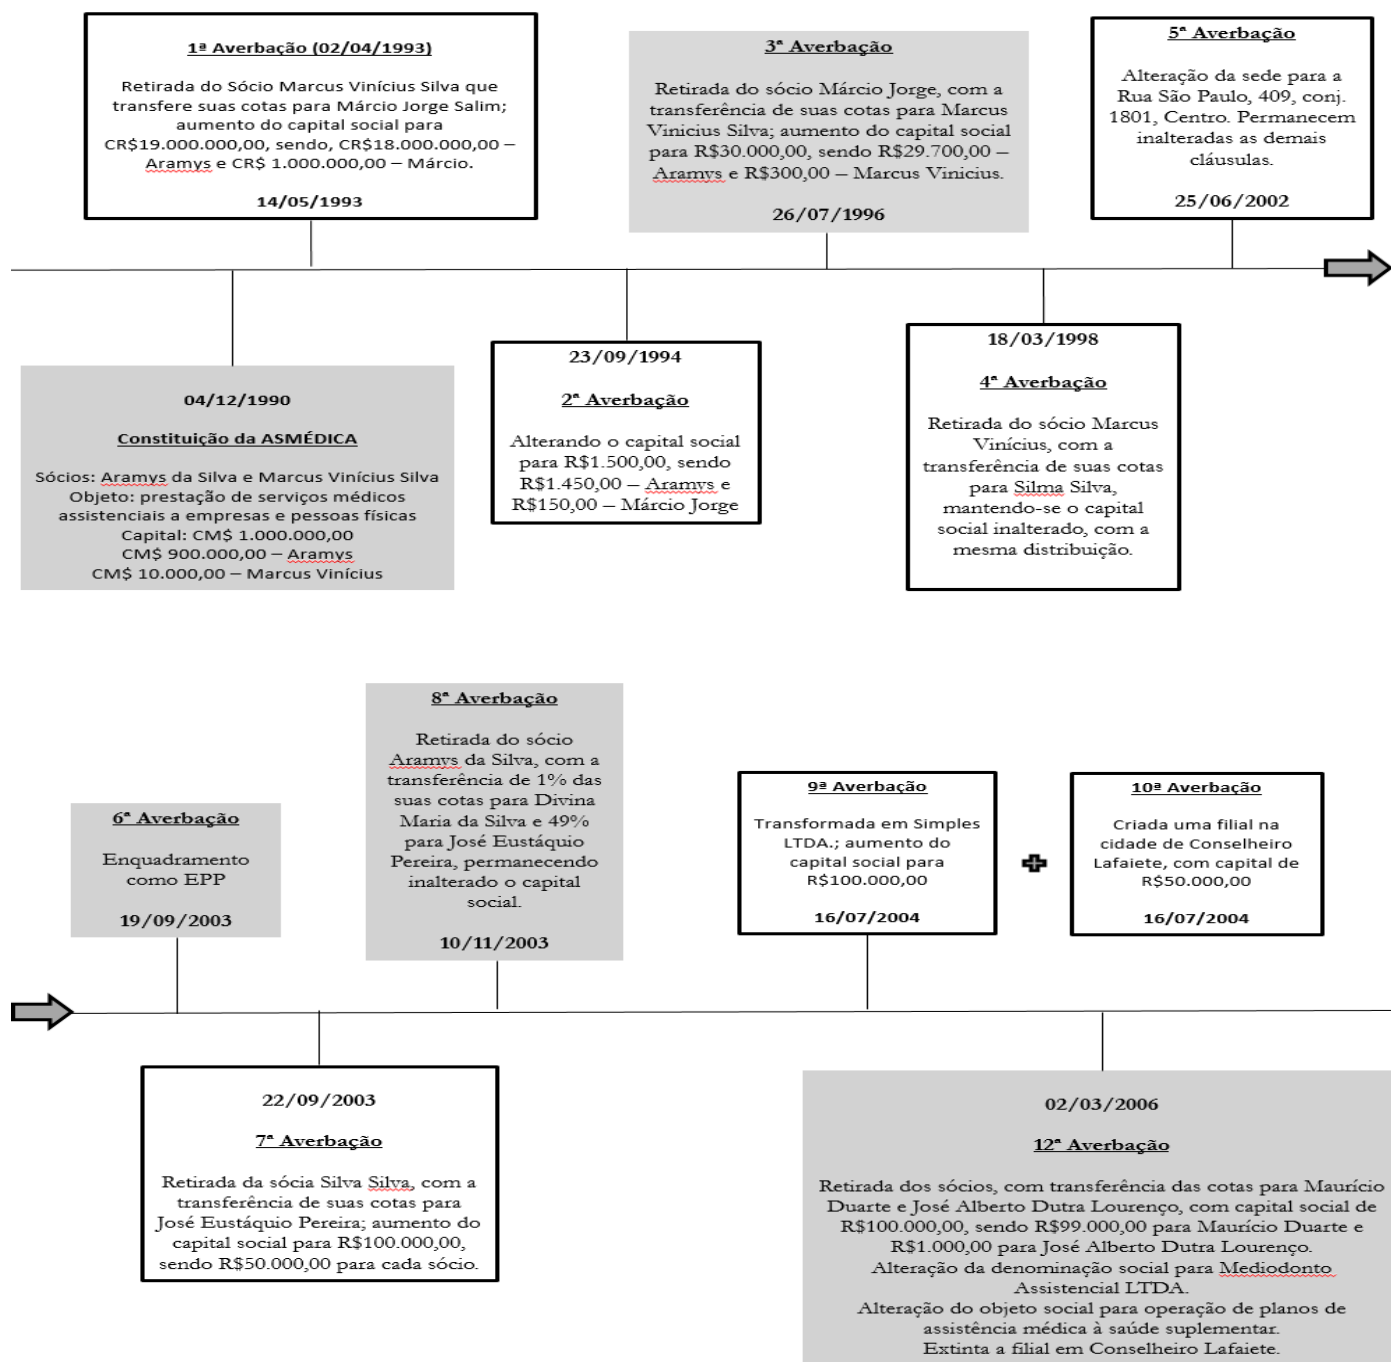 1ª Averbação (02/04/1993)
Retirada do Sócio Marcus Vinícius Silva que
transfere suas cotas para Márcio Jorge Salim;
aumento do capital social para
CR$19.000.000,00, sendo, CR$18.000.000,00 –
Aramys e CR$ 1.000.000,00 – Márcio.
14/05/1993
3ª Averbação
Retirada do sócio Márcio Jorge, com a
transferência de suas cotas para Marcus
Vinicius Silva; aumento do capital social
para R$30.000,00, sendo R$29.700,00 –
Aramys e R$300,00 – Marcus Vinicius.
26/07/1996
5ª Averbação
Alteração da sede para a
Rua São Paulo, 409, conj.
1801, Centro. Permanecem
inalteradas as demais
cláusulas.
25/06/2002
04/12/1990
Constituição da ASMÉDICA
Sócios: Aramys da Silva e Marcus Vinícius Silva
Objeto: prestação de serviços médicos
assistenciais a empresas e pessoas físicas
Capital: CM$ 1.000.000,00
CM$ 900.000,00 – Aramys
CM$ 10.000,00 – Marcus Vinícius
23/09/1994
2ª Averbação
Alterando o capital social
para R$1.500,00, sendo
R$1.450,00 – Aramys e
R$150,00 – Márcio Jorge
18/03/1998
4ª Averbação
Retirada do sócio Marcus
Vinícius, com a
transferência de suas cotas
para Silma Silva,
mantendo-se o capital
social inalterado, com a
mesma distribuição.
6ª Averbação
Enquadramento
como EPP
19/09/2003
8ª Averbação
Retirada do sócio
Aramys da Silva, com a
transferência de 1% das
suas cotas para Divina
Maria da Silva e 49%
para José Eustáquio
Pereira, permanecendo
inalterado o capital
social.
10/11/2003
9ª Averbação
Transformada em Simples
LTDA.; aumento do
capital social para
R$100.000,00
16/07/2004
10ª Averbação
Criada uma filial na
cidade de Conselheiro
Lafaiete, com capital de
R$50.000,00
16/07/2004
22/09/2003
7ª Averbação
Retirada da sócia Silva Silva, com a
transferência de suas cotas para
José Eustáquio Pereira; aumento do
capital social para R$100.000,00,
sendo R$50.000,00 para cada sócio.
02/03/2006
12ª Averbação
Retirada dos sócios, com transferência das cotas para Maurício
Duarte e José Alberto Dutra Lourenço, com capital social de
R$100.000,00, sendo R$99.000,00 para Maurício Duarte e
R$1.000,00 para José Alberto Dutra Lourenço.
Alteração da denominação social para Mediodonto
Assistencial LTDA.
Alteração do objeto social para operação de planos de
assistência médica à saúde suplementar.
Extinta a filial em Conselheiro Lafaiete.